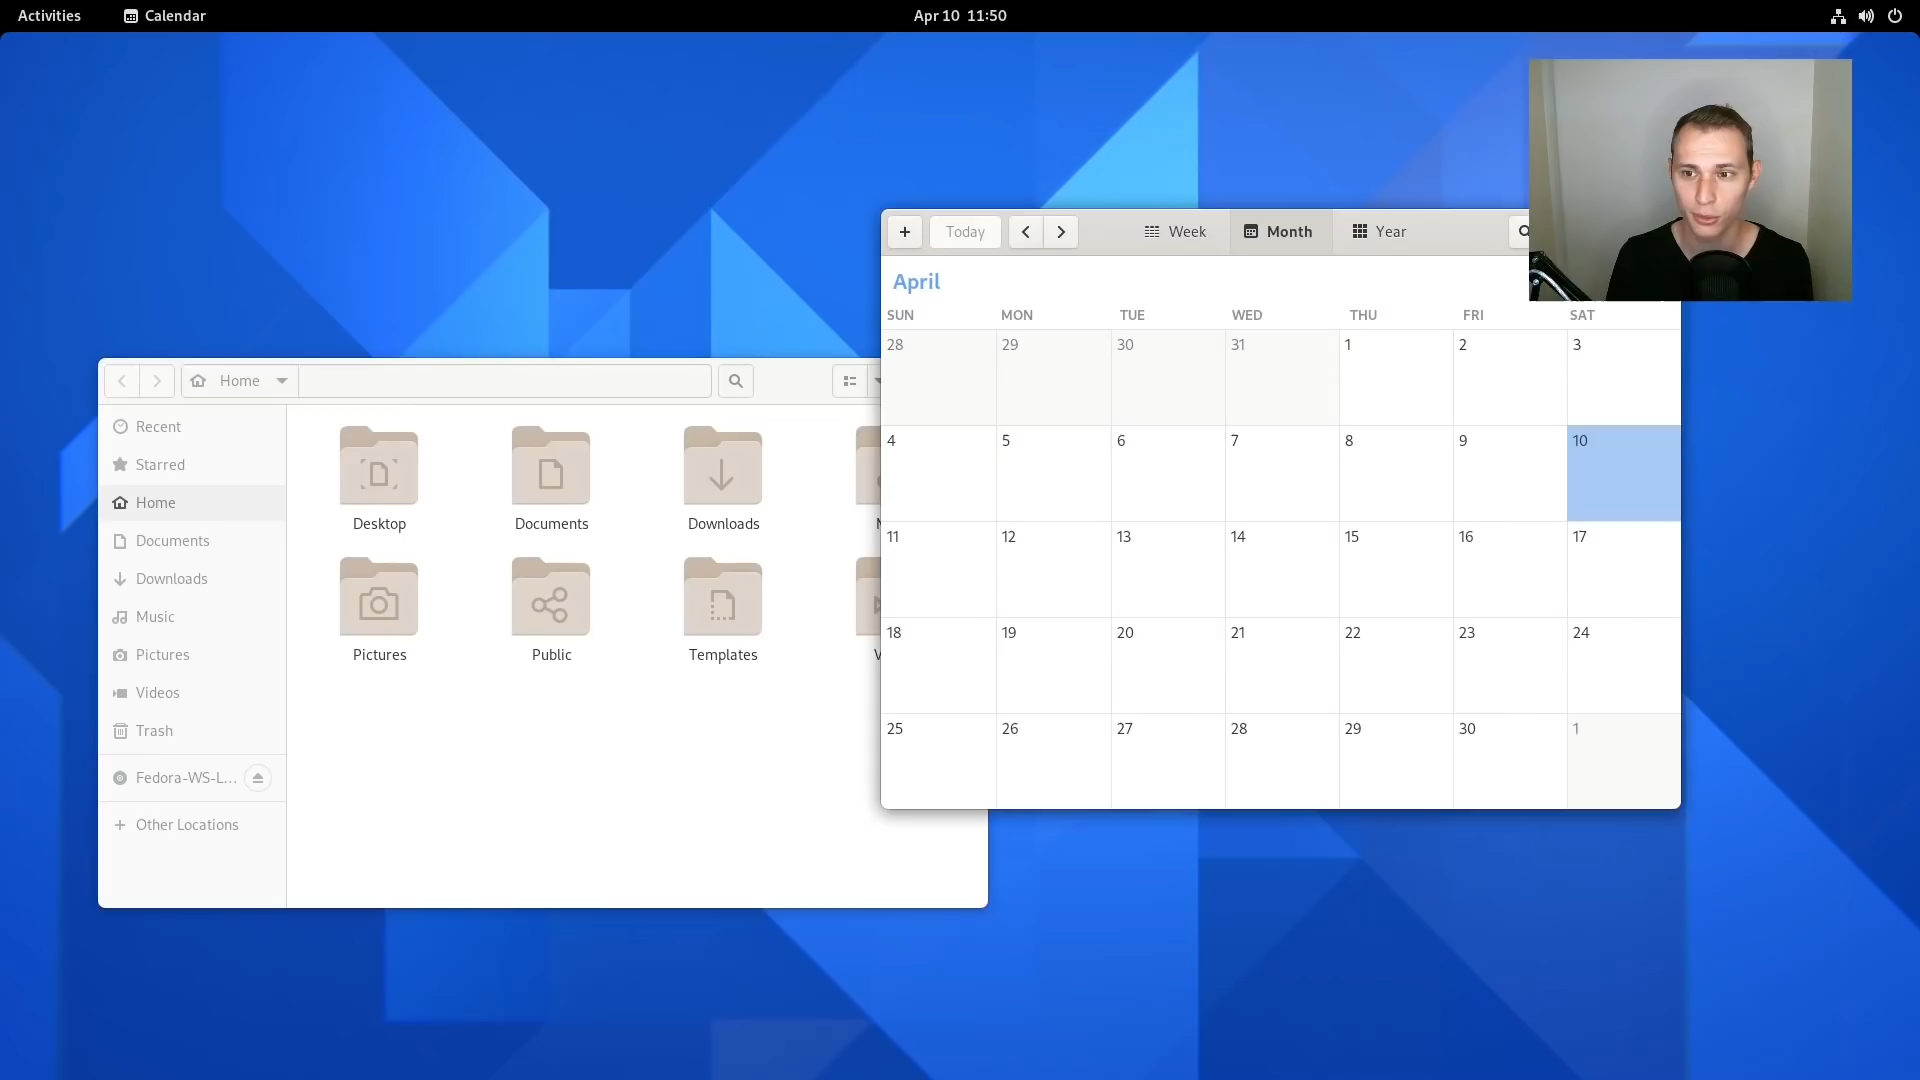 Activities
Calendar
Apr 10 11:50
Today
Week
Month
Year
April
SUN MON TUE WED THU FRI SAT
28 29 30 31 1 2 3
4 5 6 7 8 9 10
11 12 13 14 15 16 17
18 19 20 21 22 23 24
25 26 27 28 29 30 1
Home
Recent
Starred
Home
Documents
Downloads
Music
Pictures
Videos
Trash
Fedora-WS-L...
Other Locations
Desktop Documents Downloads
Pictures Public Templates